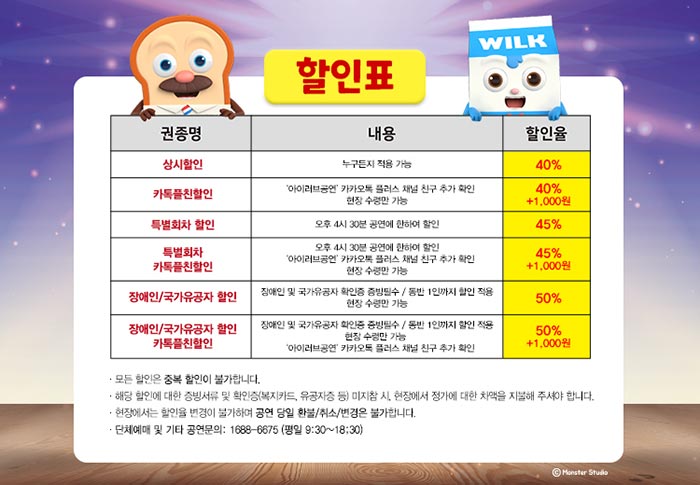 WILK
할인표
권종명 내용 할인율
상시할인 누구든지 적용 가능 40%
카톡플친할인 '아이러브공연' 카카오톡 플러스 채널 친구 추가 확인
현장 수령만 가능 40%
+1,000원
특별회차 할인 오후 4시 30분 공연에 한하여 할인 45%
특별회차
카톡플친할인 오후 4시 30분 공연에 한하여 할인
'아이러브공연' 카카오톡 플러스 채널 친구 추가 확인
현장 수령만 가능 45%
+1,000원
장애인/국가유공자 할인 장애인 및 국가유공자 확인증 증빙필수 / 동반 1인까지 할인 적용
현장 수령만 가능 50%
장애인/국가유공자 할인
카톡플친할인 장애인 및 국가유공자 확인증 증빙필수 / 동반 1인까지 할인 적용
현장 수령만 가능
'아이러브공연' 카카오톡 플러스 채널 친구 추가 확인 50%
+1,000원
· 모든 할인은 중복 할인이 불가합니다.
· 해당 할인에 대한 증빙서류 및 확인증(복지카드, 유공자증 등) 미지참 시, 현장에서 정가에 대한 차액을 지불해 주셔야 합니다.
· 현장에서는 할인율 변경이 불가하며 공연 당일 환불/취소/변경은 불가합니다.
· 단체예매 및 기타 공연문의: 1688-6675 (평일 9:30~18:30)
ⓒ Monster Studio